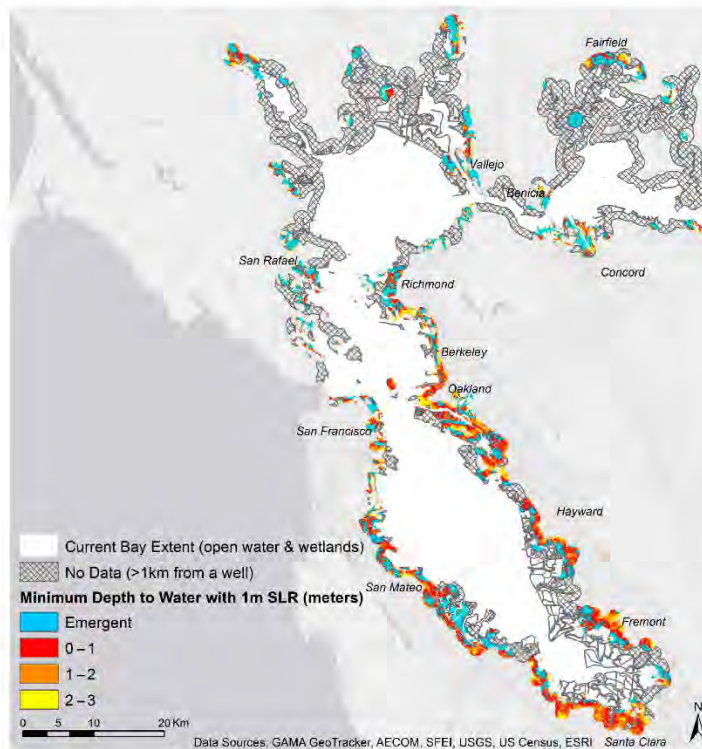 Fairfield
Vallejo
Benicia
Concord
San Rafael
Richmond
Berkeley
Oakland
San Francisco
Hayward
San Mateo
Fremont
Santa Clara
Current Bay Extent (open water & wetlands)
No Data (>1km from a well)
Minimum Depth to Water with 1m SLR (meters)
Emergent
0 – 1
1 – 2
2 – 3
0 5 10 20 Km
N
Data Sources. GAMA GeoTracker, AECOM, SFEI, USGS, US Census, ESRI